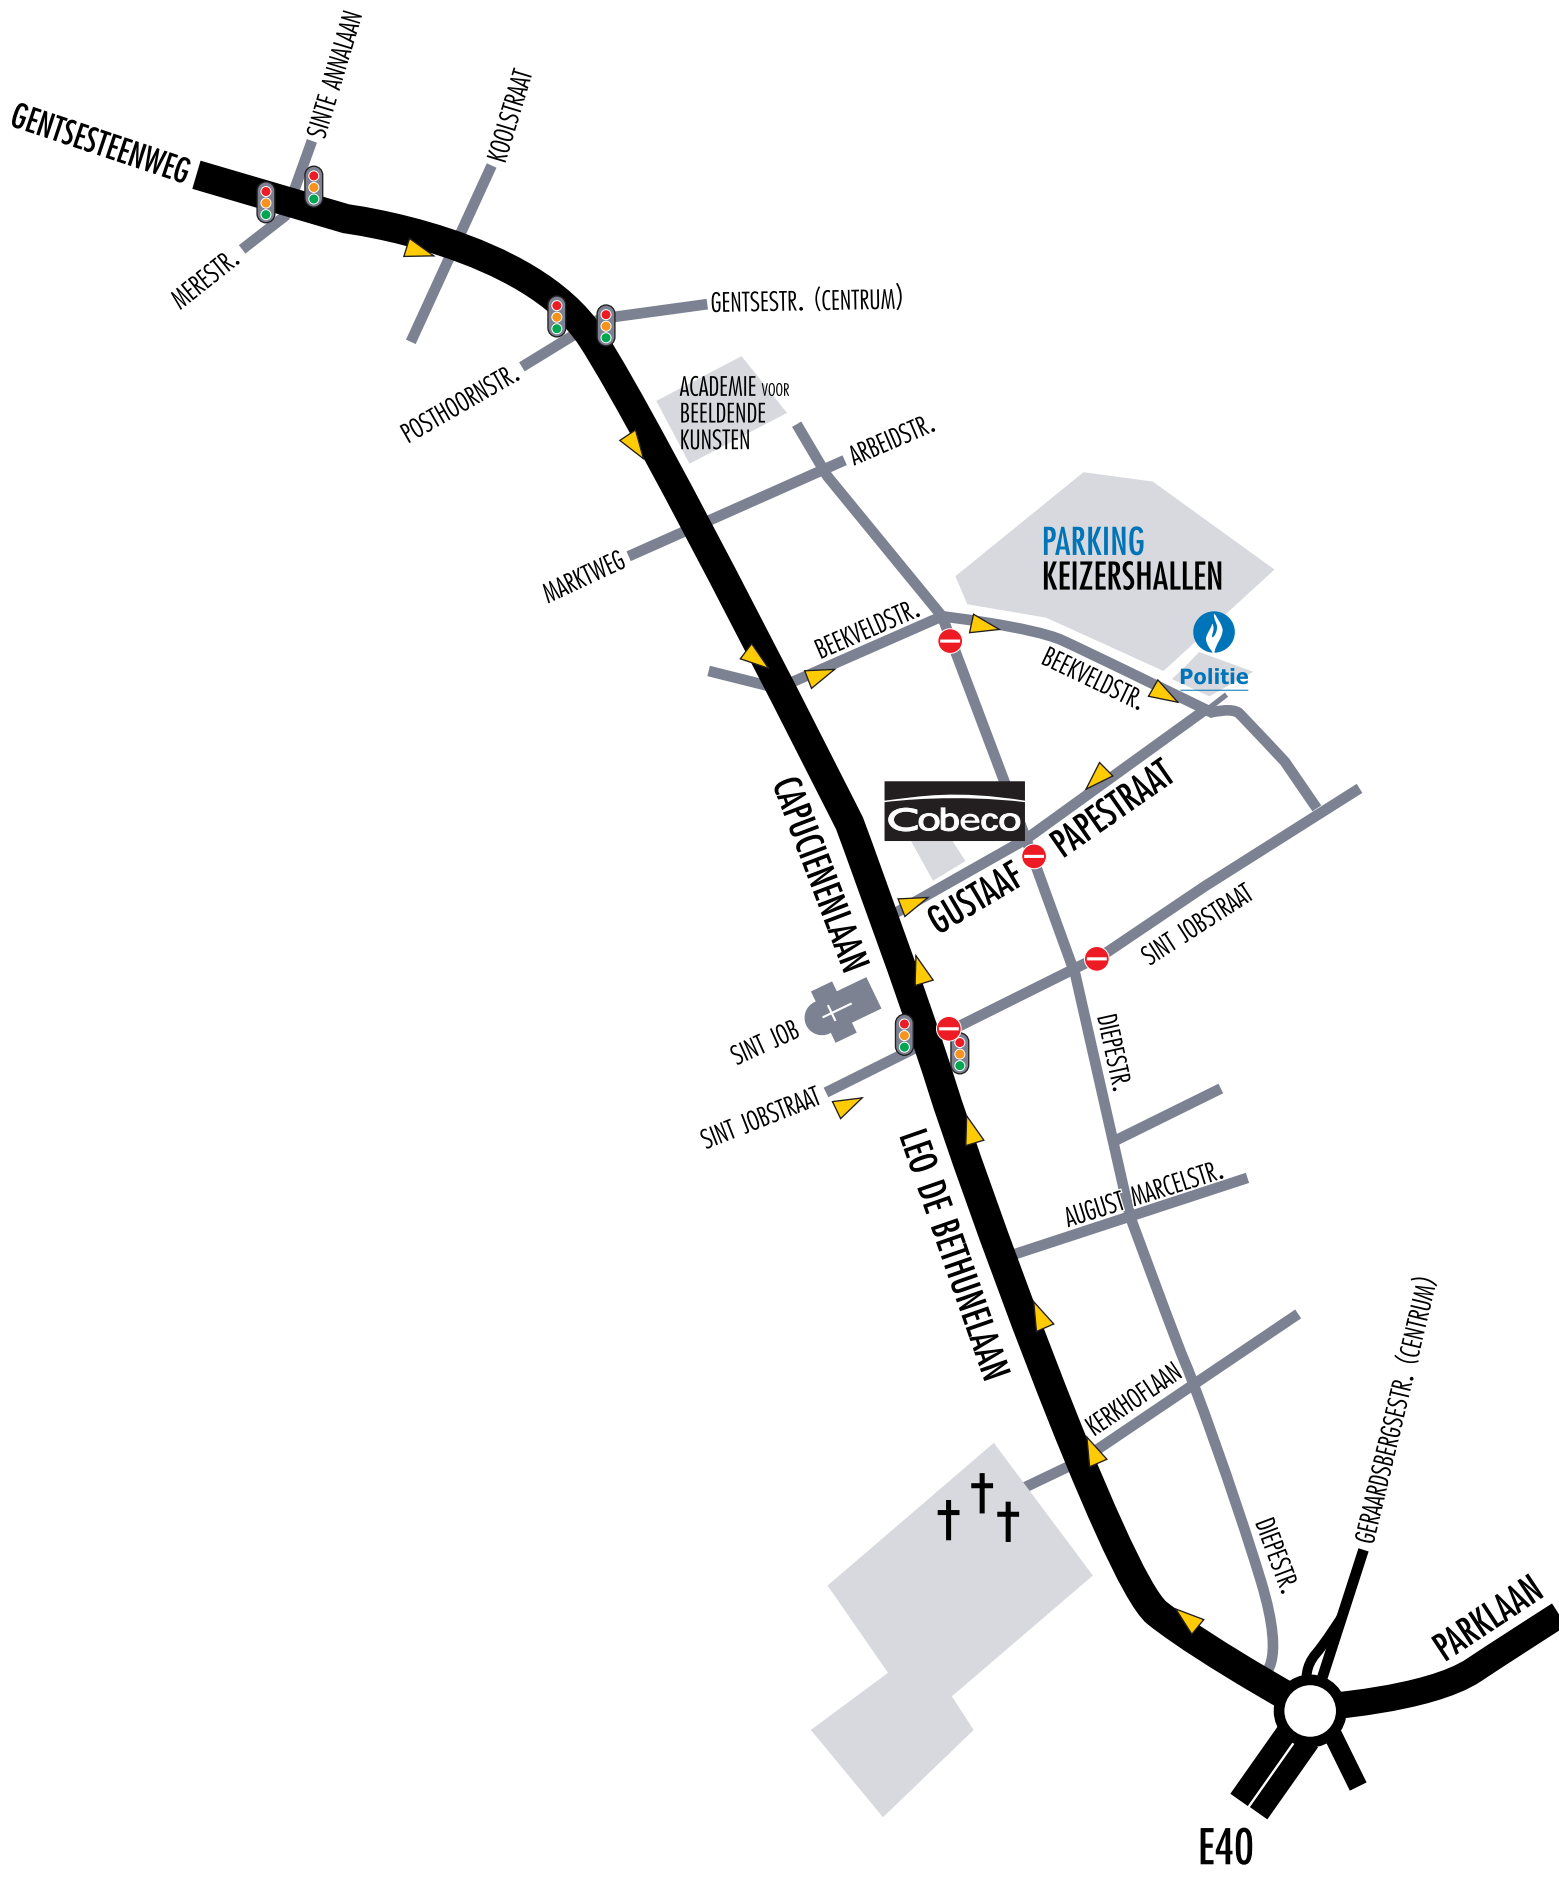 SINTE ANNALAAN
KOOLSTRAAT
GENTSESTEENWEG
MERESTR.
GENTSESTR. (CENTRUM)
POSTHOORNSTR.
ACADEMIE VOOR
BEELDENDE
KUNSTEN
ARBEIDSTR.
MARKTWEG
PARKING
KEIZERSHALLEN
BEEKVELDSTR.
BEEKVELDSTR.
Politie
CAPUCIENENLAAN
Cobeco
GUSTAAF PAPESTRAAT
SINT JOBSTRAAT
SINT JOB
SINT JOBSTRAAT
DIEPESTR.
LEO DE BETHUNELAAN
AUGUST MARCELSTR.
KERKHOFLAAN
GERAARDSBERGSESTR. (CENTRUM)
DIEPESTR.
PARKLAAN
E40